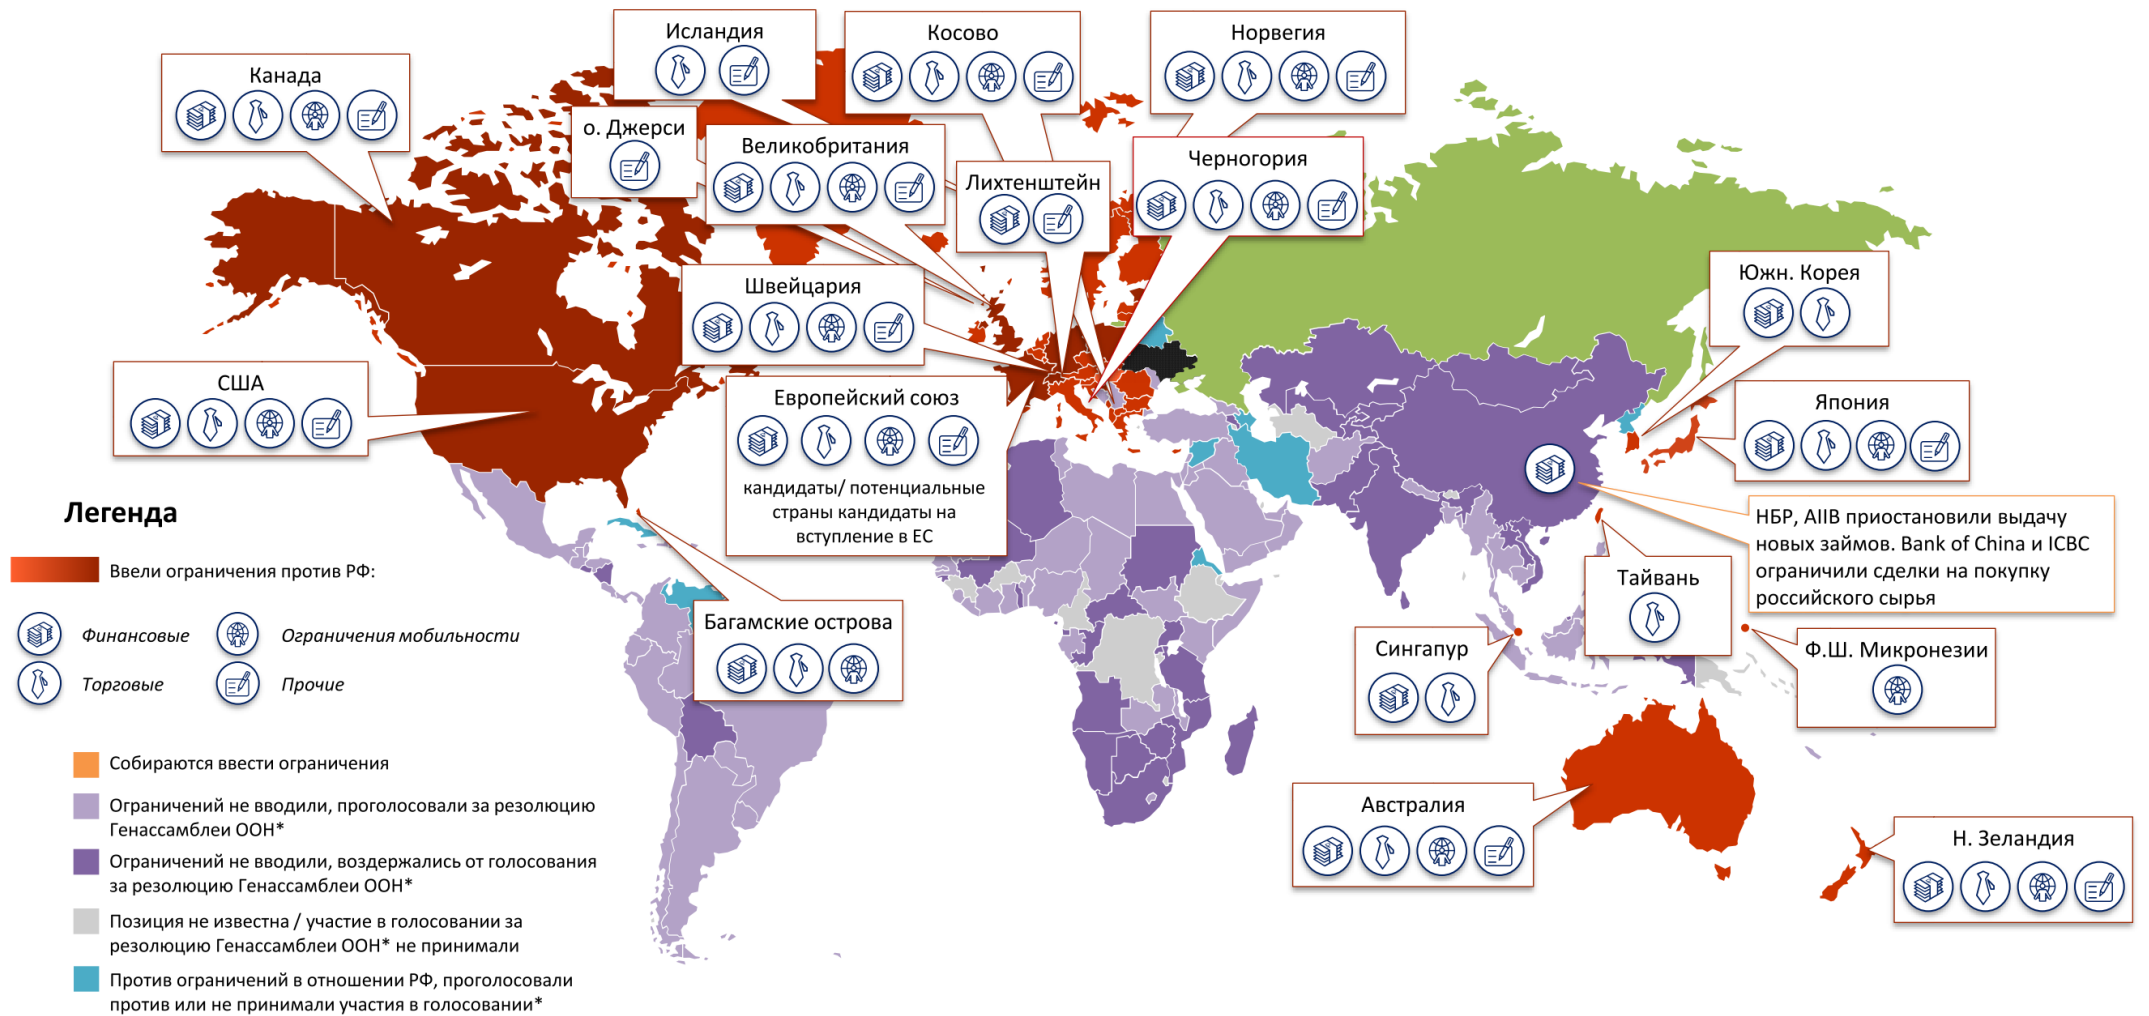 Исландия
Косово
Норвегия
Канада
о. Джерси
Великобритания
Лихтенштейн
Черногория
Швейцария
Южн. Корея
США
Европейский союз
кандидаты/ потенциальные
страны кандидаты на
вступление в ЕС
Япония
НБР, AIIB приостановили выдачу
новых займов. Bank of China и ICBC
ограничили сделки на покупку
российского сырья
Тайвань
Багамские острова
Сингапур
Ф.Ш. Микронезии
Австралия
Н. Зеландия
Легенда
Ввели ограничения против РФ:
Финансовые
Ограничения мобильности
Торговые
Прочие
Собираются ввести ограничения
Ограничений не вводили, проголосовали за резолюцию
Генассамблеи ООН*
Ограничений не вводили, воздержались от голосования
за резолюцию Генассамблеи ООН*
Позиция не известна / участие в голосовании за
резолюцию Генассамблеи ООН* не принимали
Против ограничений в отношении РФ, проголосовали
против или не принимали участия в голосовании*